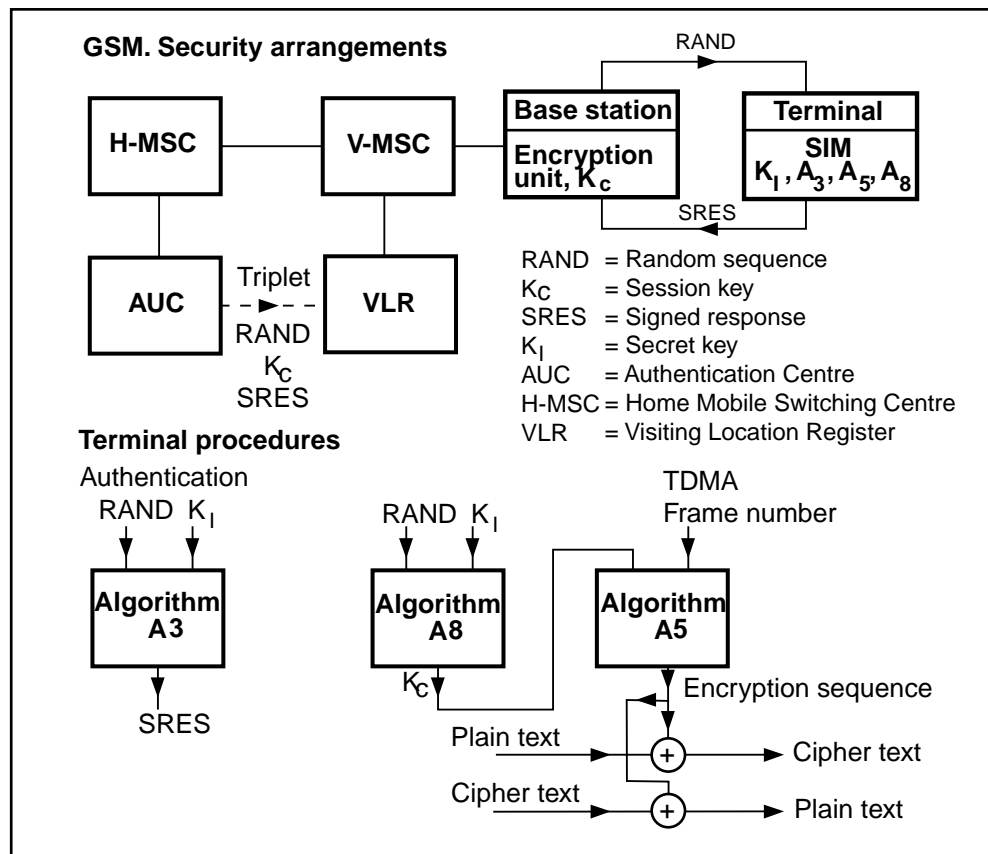 GSM. Security arrangements
RAND
H-MSC
V-MSC
Base station
Encryption
unit, Kc
Terminal
SIM
KI, A3, A5, A8
SRES
AUC
Triplet
RAND
Kc
SRES
VLR
RAND = Random sequence
Kc = Session key
SRES = Signed response
KI = Secret key
AUC = Authentication Centre
H-MSC = Home Mobile Switching Centre
VLR = Visiting Location Register
Terminal procedures
Authentication
RAND KI
Algorithm
A3
SRES
RAND KI
Algorithm
A8
Kc
TDMA
Frame number
Algorithm
A5
Encryption sequence
Plain text
+
Cipher text
Cipher text
+
Plain text